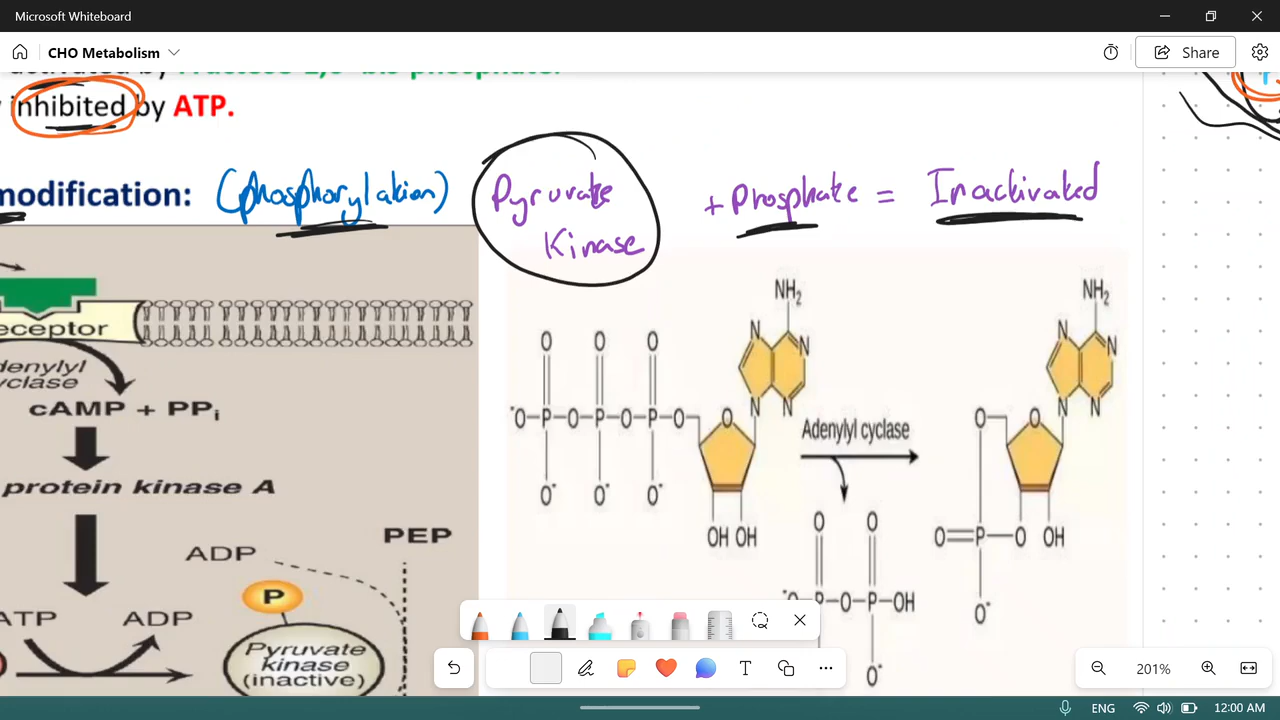 Microsoft Whiteboard
CHO Metabolism
Share
inhibited by ATP.
modification: (phosphorylation) Pyruvate + Phosphate = Inactivated
Kinase
eceptor
denylyl
yclase
cAMP + PPi
protein kinase A
PEP
ADP
ATP ADP
P
Pyruvate
kinase
(inactive)
NH2 NH2
O O O N N N N
N N N N
-O-P-O-P-O-P-O O O O
Adenylyl cyclase
O- O- O-
OH OH O O O=P-O OH
-O-P-O-P-OH O-
O-
T
201%
ENG 12:00 AM